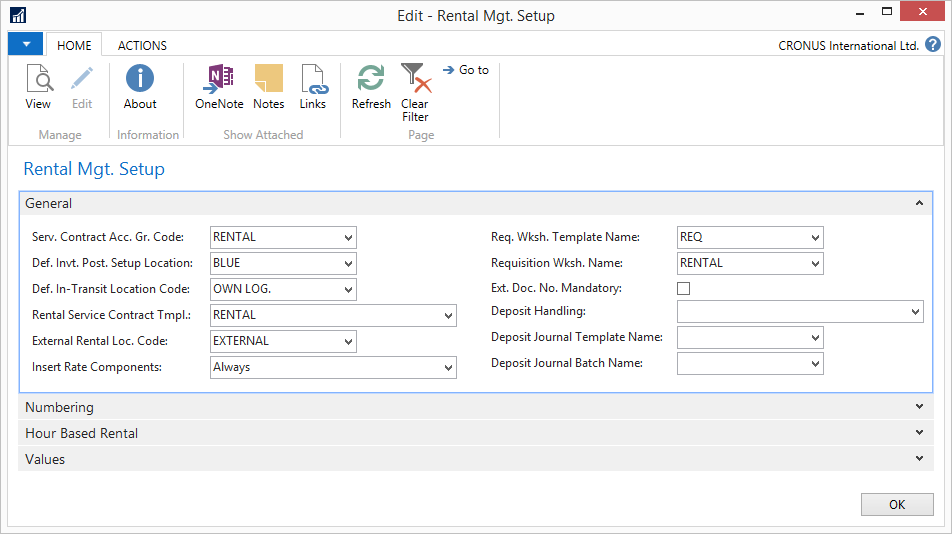 Edit - Rental Mgt. Setup
HOME ACTIONS CRONUS International Ltd. ?
View Edit About OneNote Notes Links Refresh Clear Filter Go to
Manage Information Show Attached Page
Rental Mgt. Setup
General
Serv. Contract Acc. Gr. Code: RENTAL Req. Wksh. Template Name: REQ
Def. Invt. Post. Setup Location: BLUE Requisition Wksh. Name: RENTAL
Def. In-Transit Location Code: OWN LOG. Ext. Doc. No. Mandatory:
Rental Service Contract Tmpl.: RENTAL Deposit Handling:
External Rental Loc. Code: EXTERNAL Deposit Journal Template Name:
Insert Rate Components: Always Deposit Journal Batch Name:
Numbering
Hour Based Rental
Values
OK